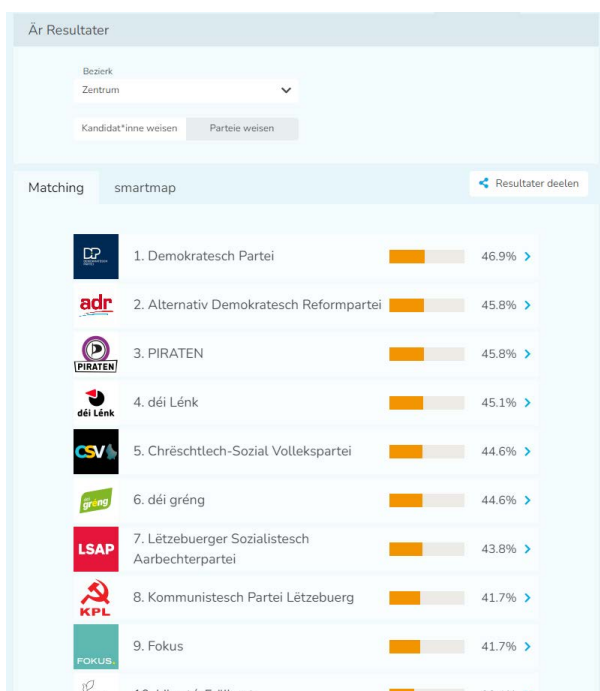 Är Resultater
Bezierk
Zentrum
Kandidat*inne weisen Parteie weisen
Matching smartmap Resultater deelen
DP 1. Demokratesch Partei 46.9%
adr 2. Alternativ Demokratesch Reformpartei 45.8%
PIRATEN 3. PIRATEN 45.8%
déi Lénk 4. déi Lénk 45.1%
CSV 5. Chrëschtlech-Sozial Vollekspartei 44.6%
gréng 6. déi gréng 44.6%
LSAP 7. Lëtzebuerger Sozialistesch
Aarbechterpartei 43.8%
KPL 8. Kommunistesch Partei Lëtzebuerg 41.7%
FOKUS. 9. Fokus 41.7%